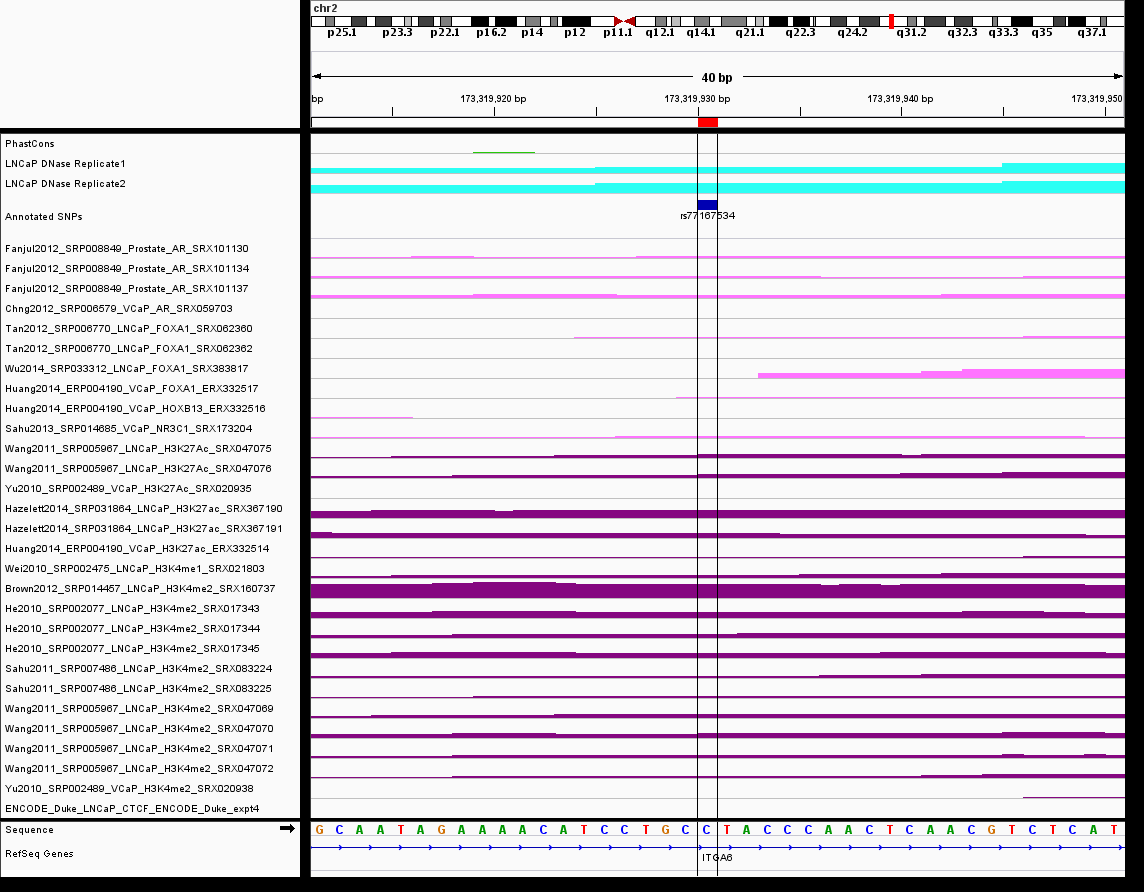 chr2
p25.1 p23.3 p22.1 p16.2 p14 p12 p11.1 q12.1 q14.1 q21.1 q22.3 q24.2 q31.2 q32.3 q33.3 q35 q37.1
40 bp
bp 173,319,920 bp 173,319,930 bp 173,319,940 bp 173,319,950
PhastCons
LNCaP DNase Replicate1
LNCaP DNase Replicate2
Annotated SNPs
rs77167534
Fanjul2012_SRP008849_Prostate_AR_SRX101130
Fanjul2012_SRP008849_Prostate_AR_SRX101134
Fanjul2012_SRP008849_Prostate_AR_SRX101137
Chng2012_SRP006579_VCaP_AR_SRX059703
Tan2012_SRP006770_LNCaP_FOXA1_SRX062360
Tan2012_SRP006770_LNCaP_FOXA1_SRX062362
Wu2014_SRP033312_LNCaP_FOXA1_SRX383817
Huang2014_ERP004190_VCaP_FOXA1_ERX332517
Huang2014_ERP004190_VCaP_HOXB13_ERX332516
Sahu2013_SRP014685_VCaP_NR3C1_SRX173204
Wang2011_SRP005967_LNCaP_H3K27Ac_SRX047075
Wang2011_SRP005967_LNCaP_H3K27Ac_SRX047076
Yu2010_SRP002489_VCaP_H3K27Ac_SRX020935
Hazelett2014_SRP031864_LNCaP_H3K27ac_SRX367190
Hazelett2014_SRP031864_LNCaP_H3K27ac_SRX367191
Huang2014_ERP004190_VCaP_H3K27ac_ERX332514
Wei2010_SRP002475_LNCaP_H3K4me1_SRX021803
Brown2012_SRP014457_LNCaP_H3K4me2_SRX160737
He2010_SRP002077_LNCaP_H3K4me2_SRX017343
He2010_SRP002077_LNCaP_H3K4me2_SRX017344
He2010_SRP002077_LNCaP_H3K4me2_SRX017345
Sahu2011_SRP007486_LNCaP_H3K4me2_SRX083224
Sahu2011_SRP007486_LNCaP_H3K4me2_SRX083225
Wang2011_SRP005967_LNCaP_H3K4me2_SRX047069
Wang2011_SRP005967_LNCaP_H3K4me2_SRX047070
Wang2011_SRP005967_LNCaP_H3K4me2_SRX047071
Wang2011_SRP005967_LNCaP_H3K4me2_SRX047072
Yu2010_SRP002489_VCaP_H3K4me2_SRX020938
ENCODE_Duke_LNCaP_CTCF_ENCODE_Duke_expt4
Sequence G C A A T A G A A A A C A T C C T G C C T A C C C A A C T C A A C G T C T C A T
RefSeq Genes
ITGA6